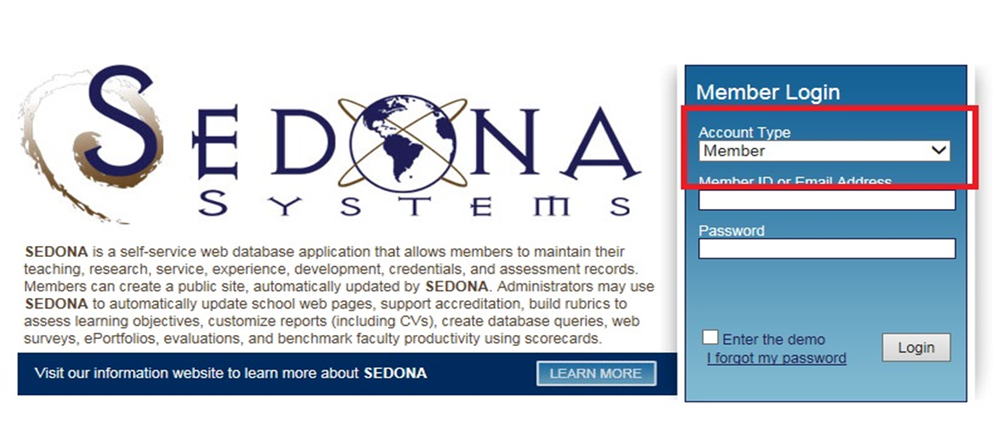 SEDONA
SYSTEMS
SEDONA is a self-service web database application that allows members to maintain their
teaching, research, service, experience, development, credentials, and assessment records.
Members can create a public site, automatically updated by SEDONA. Administrators may use
SEDONA to automatically update school web pages, support accreditation, build rubrics to
assess learning objectives, customize reports (including CVs), create database queries, web
surveys, ePortfolios, evaluations, and benchmark faculty productivity using scorecards.
Visit our information website to learn more about SEDONA
LEARN MORE
Member Login
Account Type
Member
Member ID or Email Address
Password
Enter the demo
I forgot my password
Login